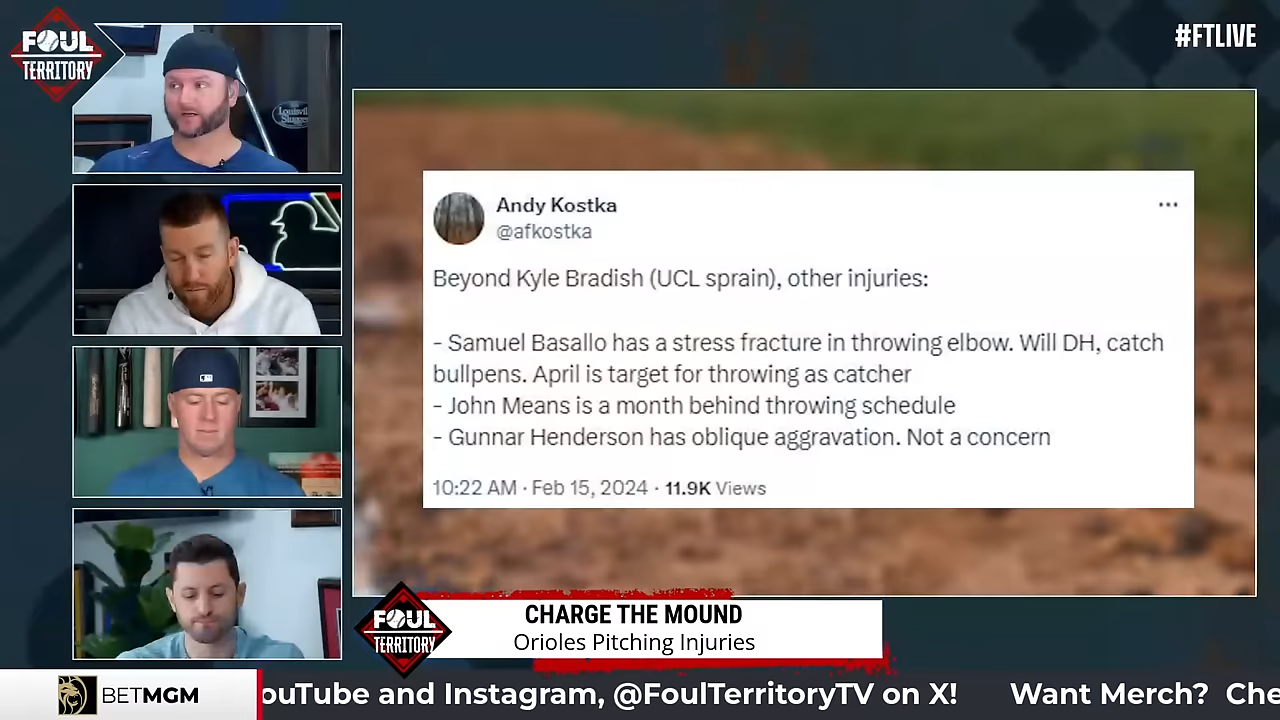 FOUL
TERRITORY
#FTLIVE
Louisville
Slugger
Andy Kostka
@afkostka
Beyond Kyle Bradish (UCL sprain), other injuries:
- Samuel Basallo has a stress fracture in throwing elbow. Will DH, catch
bullpens. April is target for throwing as catcher
- John Means is a month behind throwing schedule
- Gunnar Henderson has oblique aggravation. Not a concern
10:22 AM · Feb 15, 2024 · 11.9K Views
FOUL
TERRITORY
CHARGE THE MOUND
Orioles Pitching Injuries
BETMGM
ouTube and Instagram, @FoulTerritoryTV on X! Want Merch? Che